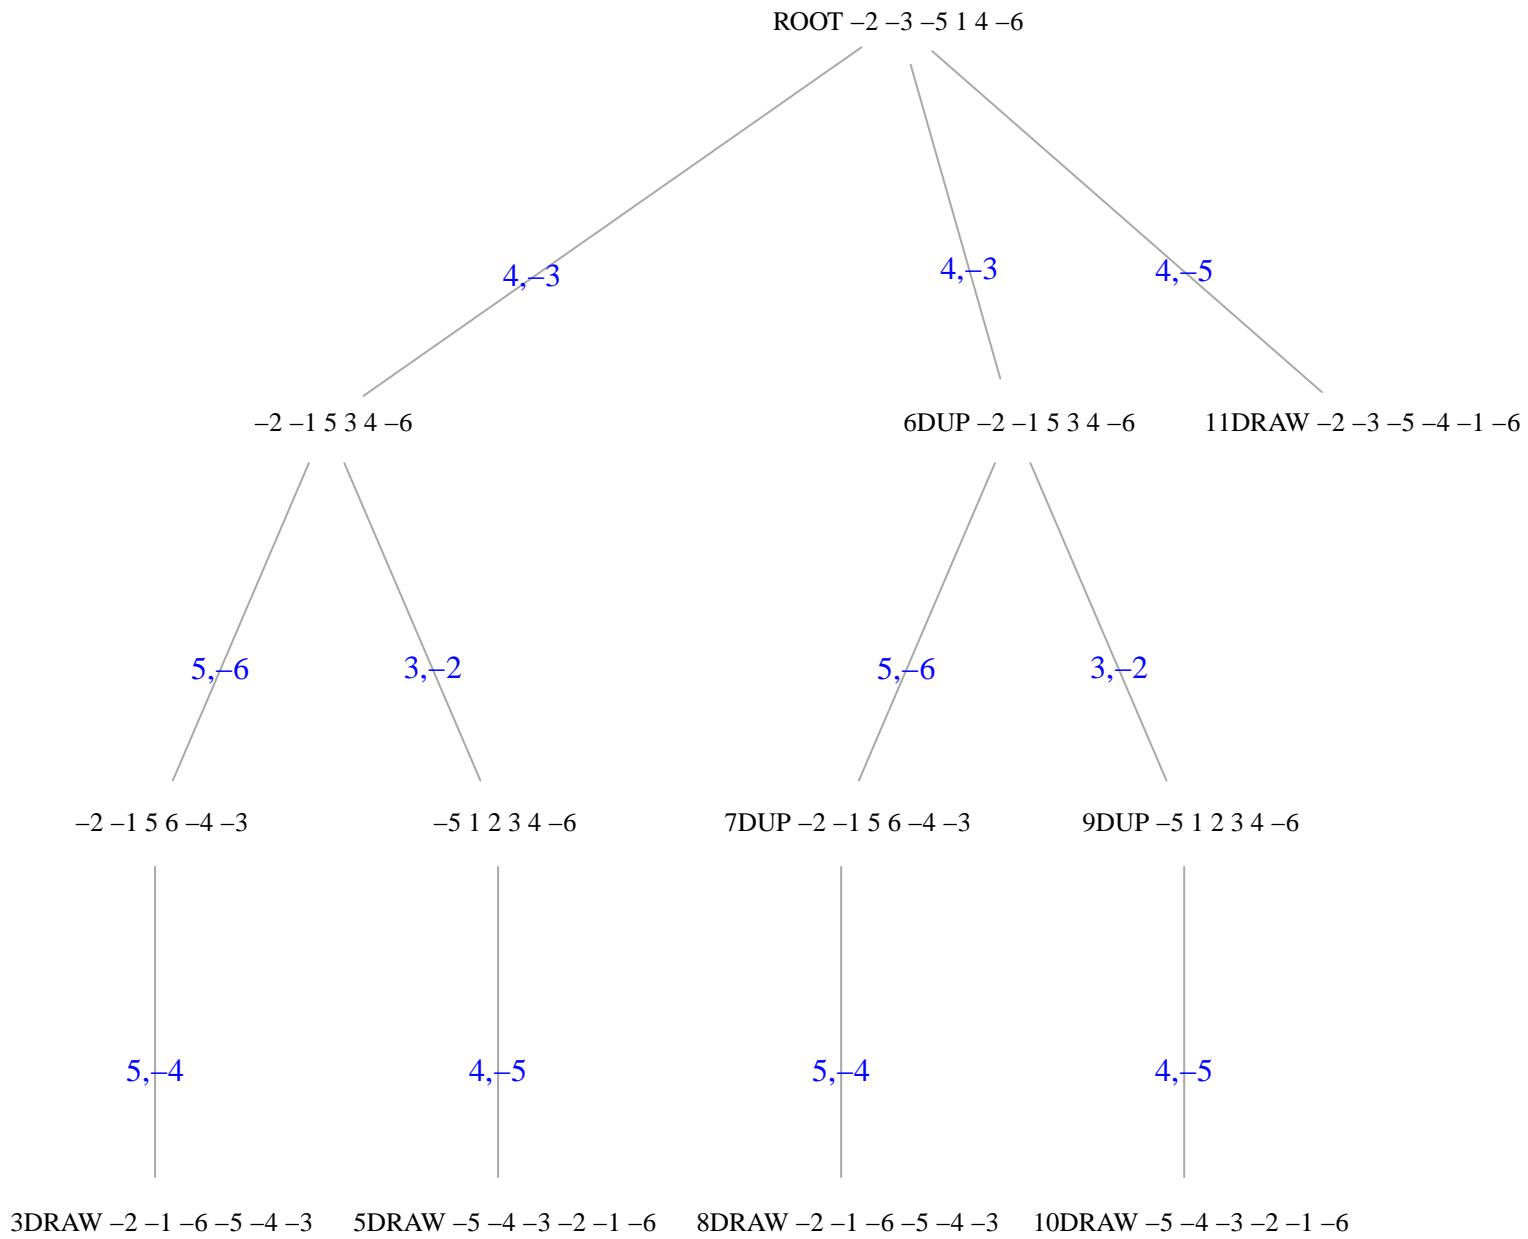 ROOT –2 –3 –5 1 4 –6
4,–3
4,–3
4,–5
–2 –1 5 3 4 –6
6DUP –2 –1 5 3 4 –6
11DRAW –2 –3 –5 –4 –1 –6
5,–6
3,–2
5,–6
3,–2
–2 –1 5 6 –4 –3
–5 1 2 3 4 –6
7DUP –2 –1 5 6 –4 –3
9DUP –5 1 2 3 4 –6
5,–4
4,–5
5,–4
4,–5
3DRAW –2 –1 –6 –5 –4 –3
5DRAW –5 –4 –3 –2 –1 –6
8DRAW –2 –1 –6 –5 –4 –3
10DRAW –5 –4 –3 –2 –1 –6